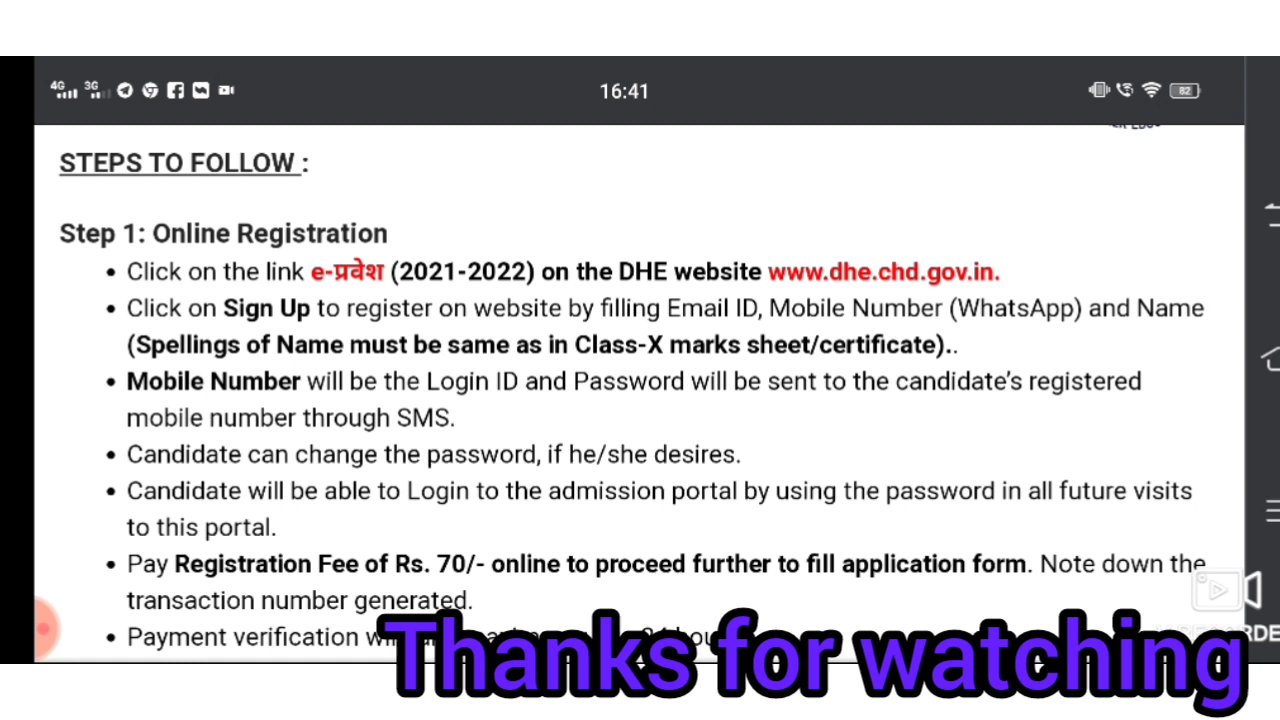 4G 3G 16:41 82
STEPS TO FOLLOW :
Step 1: Online Registration
• Click on the link e-प्रवेश (2021-2022) on the DHE website www.dhe.chd.gov.in.
• Click on Sign Up to register on website by filling Email ID, Mobile Number (WhatsApp) and Name
(Spellings of Name must be same as in Class-X marks sheet/certificate)..
• Mobile Number will be the Login ID and Password will be sent to the candidate's registered
mobile number through SMS.
• Candidate can change the password, if he/she desires.
• Candidate will be able to Login to the admission portal by using the password in all future visits
to this portal.
• Pay Registration Fee of Rs. 70/- online to proceed further to fill application form. Note down the
transaction number generated.
• Payment verification
Thanks for watching